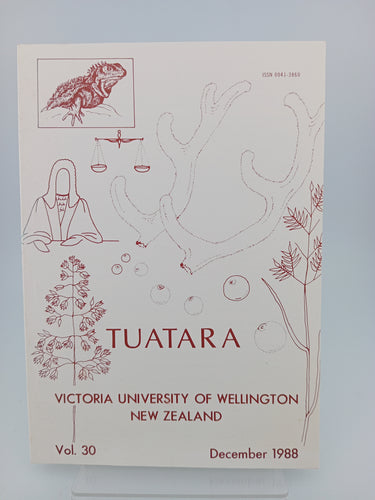 ISSN 0041-3860
TUATARA
VICTORIA UNIVERSITY OF WELLINGTON
NEW ZEALAND
Vol. 30
December 1988